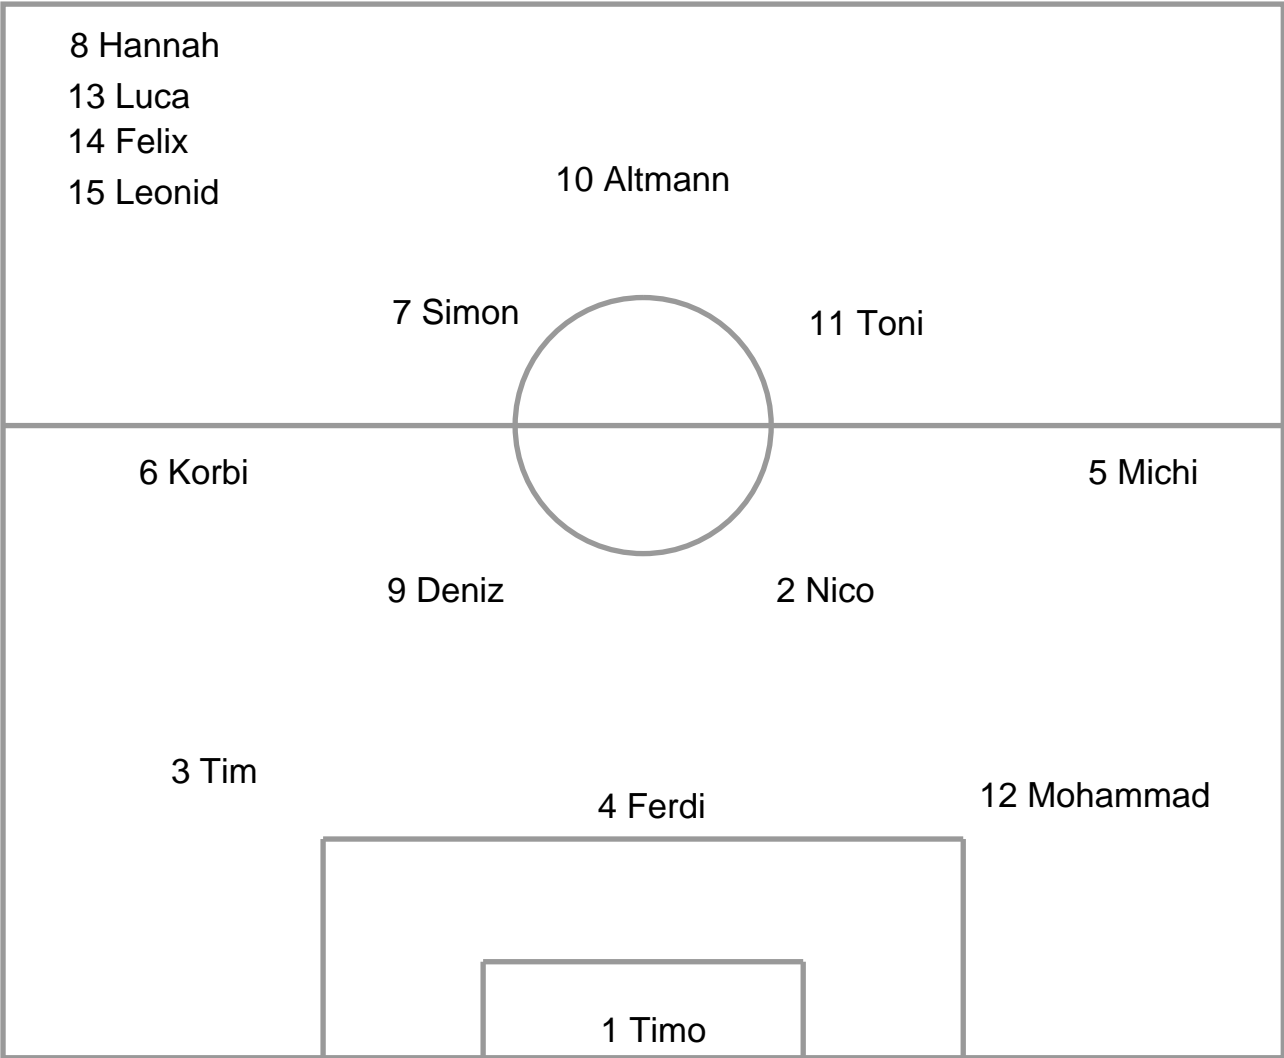 8 Hannah
13 Luca
14 Felix
15 Leonid
10 Altmann
7 Simon
11 Toni
6 Korbi
5 Michi
9 Deniz
2 Nico
3 Tim
4 Ferdi
12 Mohammad
1 Timo